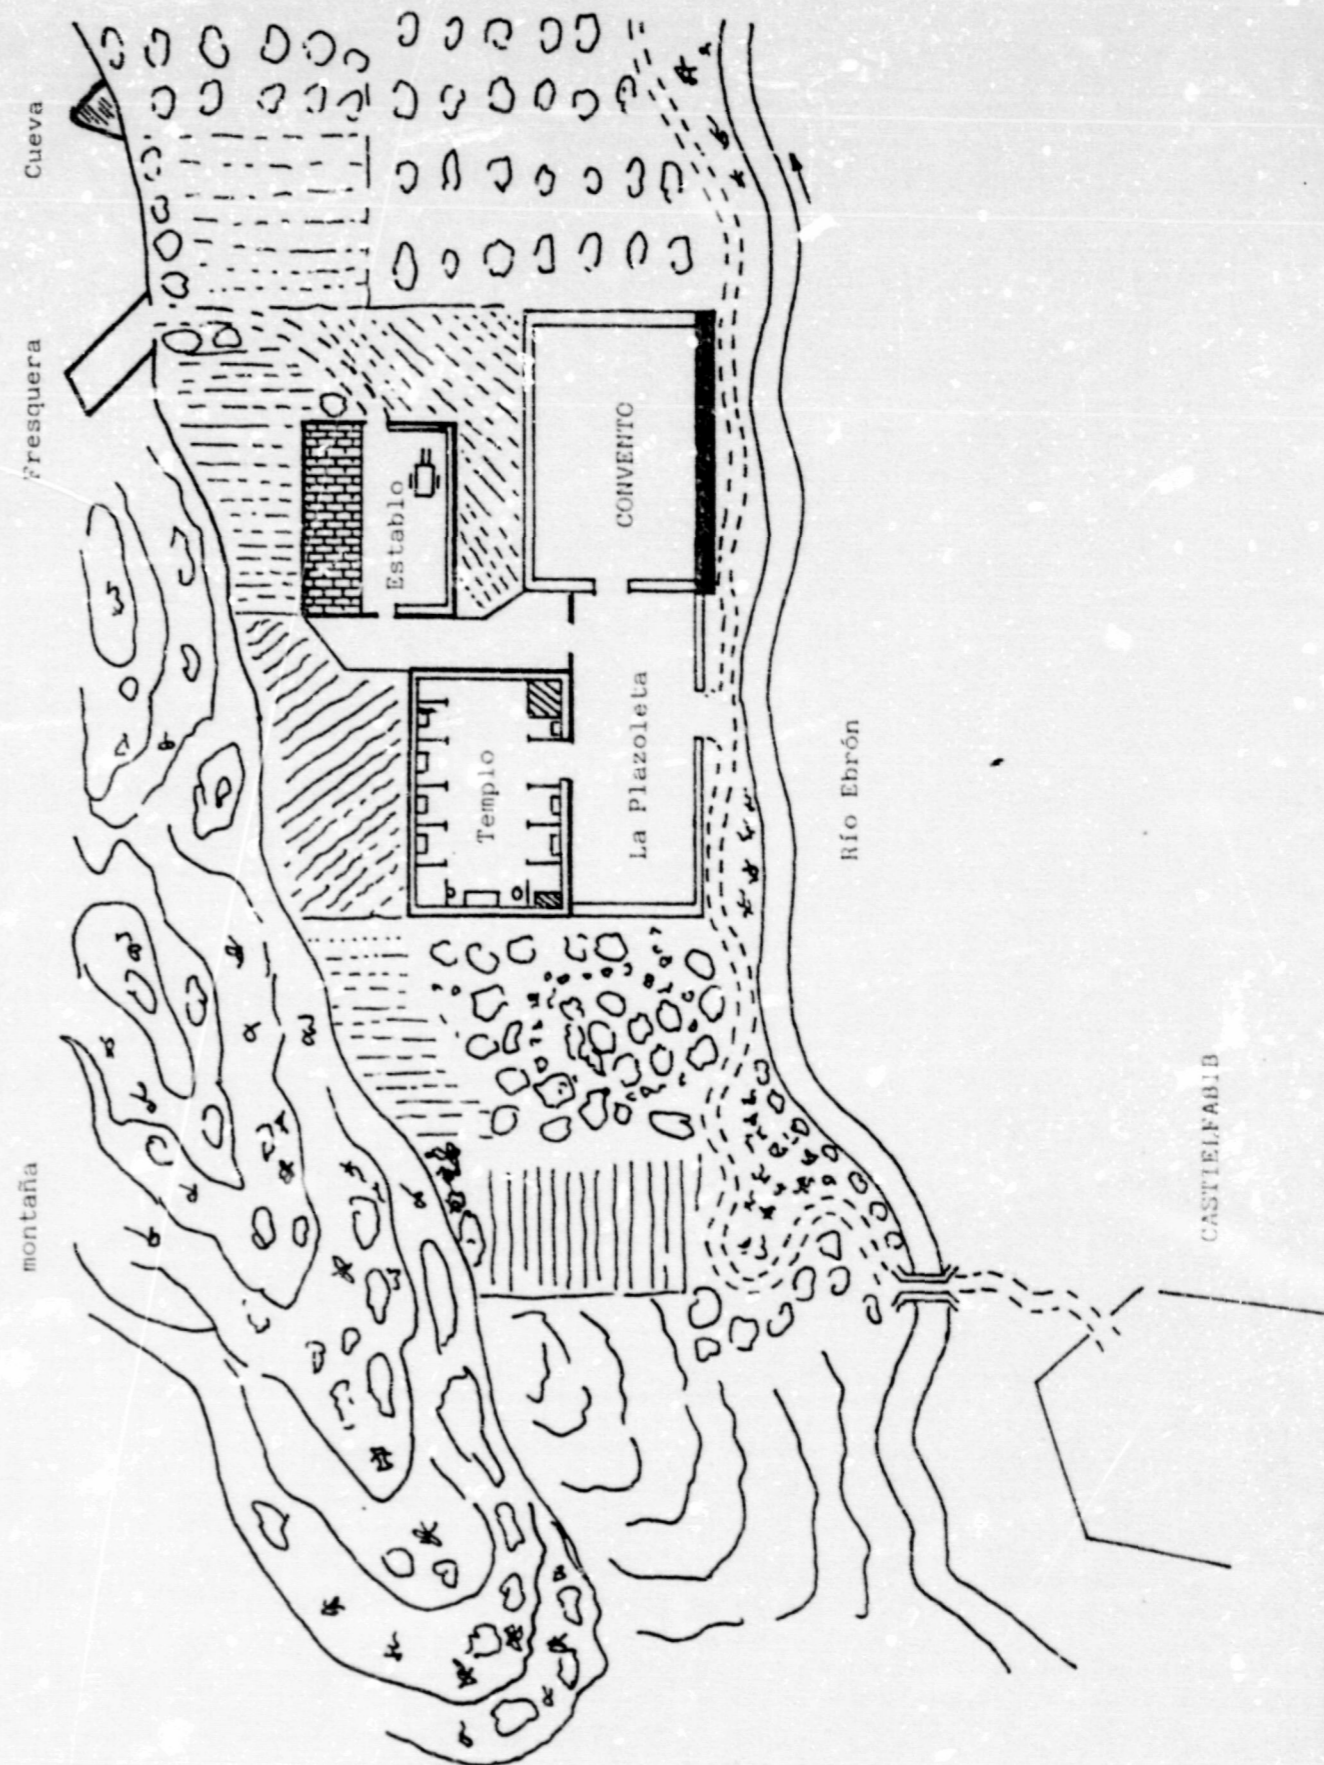 montaña
Fresquera
Cueva
Establo
Templo
CONVENTO
La Plazoleta
Río Ebrón
CASTIELFABIB